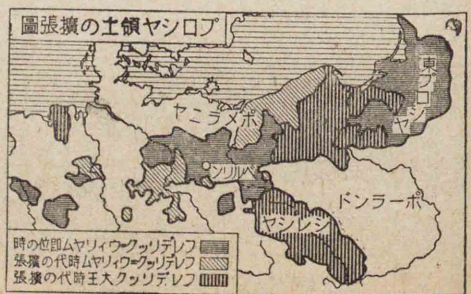 プロシヤ領土の擴張圖
東プロシヤ
ポメラニヤ
ベルリン
シレジヤ
ポーランド
フレデリック=ウィリヤム即位の時
フレデリック=ウィリヤム時代の擴張
フレデリック大王時代の擴張